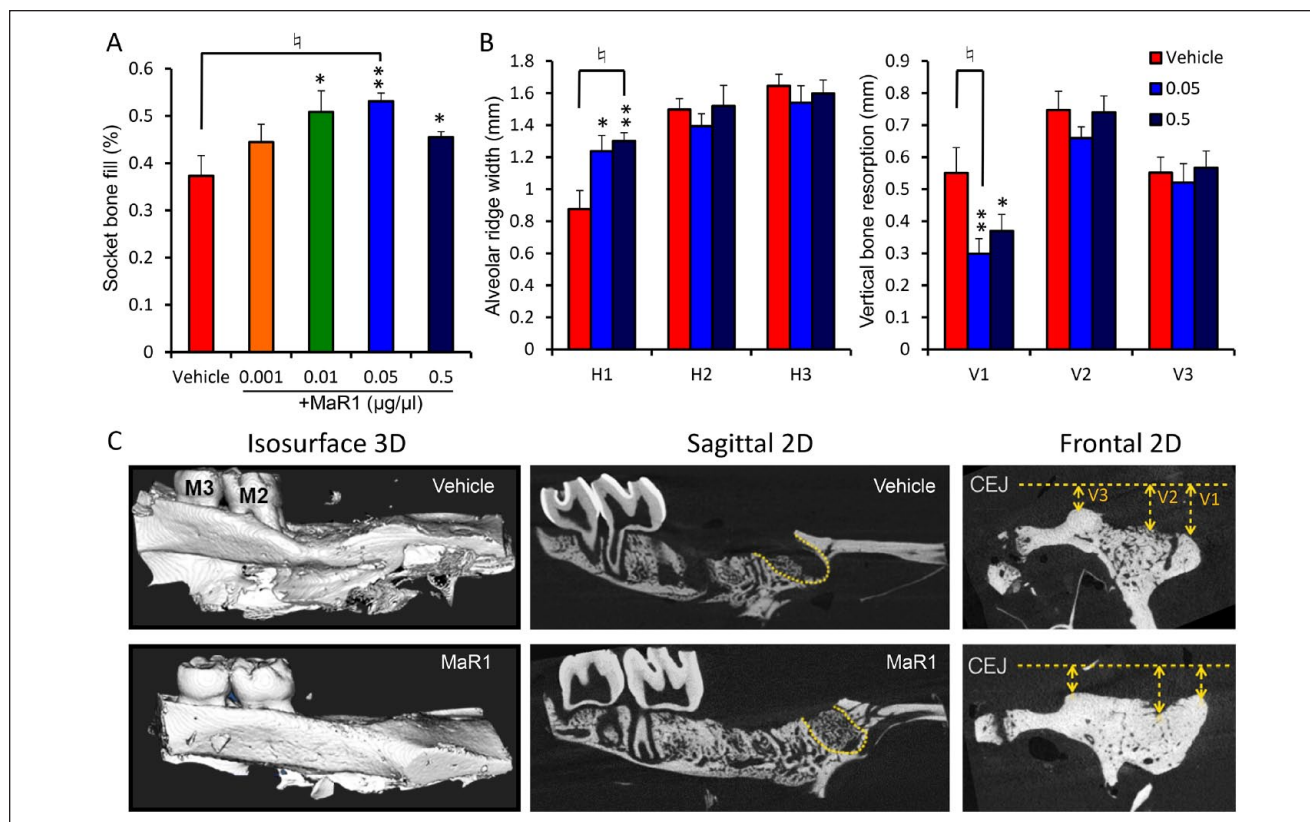 A
♮
*
**
*
Socket bone fill (%)
0.6
0.5
0.4
0.3
0.2
0.1
0
Vehicle
0.001
0.01
0.05
0.5
+MaR1 (µg/µl)
B
♮
*
**
Alveolar ridge width (mm)
1.8
1.6
1.4
1.2
1
0.8
0.6
0.4
0.2
0
H1
H2
H3
♮
**
*
Vertical bone resorption (mm)
0.9
0.8
0.7
0.6
0.5
0.4
0.3
0.2
0.1
0
V1
V2
V3
Vehicle
0.05
0.5
C
Isosurface 3D
Sagittal 2D
Frontal 2D
M3
M2
Vehicle
Vehicle
CEJ
V3
V2
V1
MaR1
MaR1
CEJ